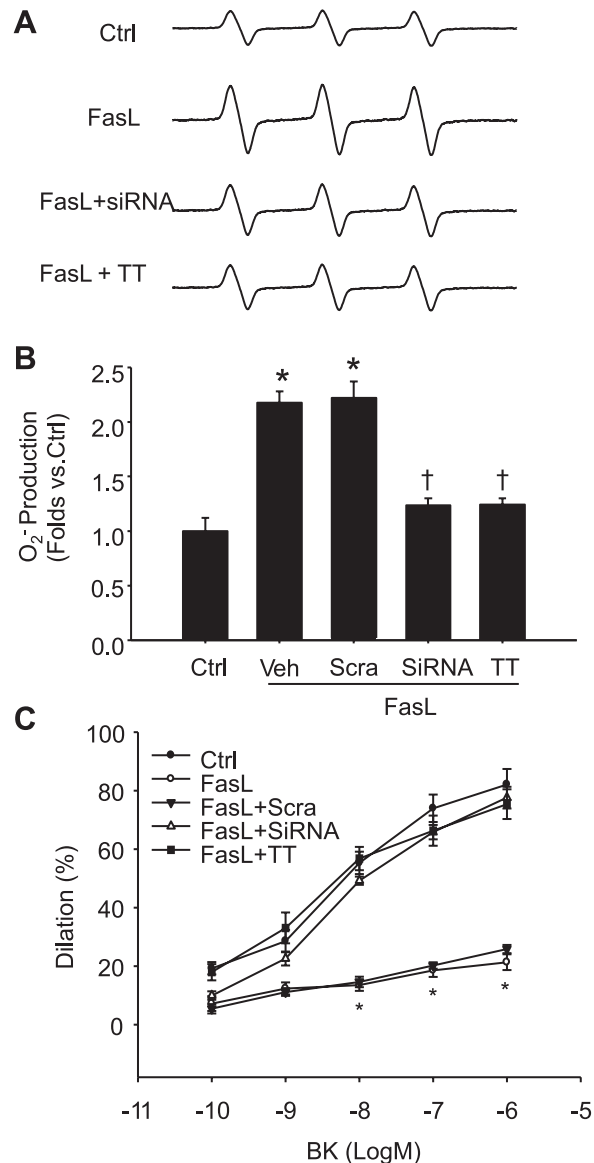 A
Ctrl
FasL
FasL+siRNA
FasL + TT
B
O₂⁻ Production
(Folds vs.Ctrl)
2.5
2.0
1.5
1.0
0.5
0.0
*
*
†
†
Ctrl
Veh
Scra
SiRNA
TT
FasL
C
Dilation (%)
100
80
60
40
20
0
Ctrl
FasL
FasL+Scra
FasL+SiRNA
FasL+TT
*
*
*
-11
-10
-9
-8
-7
-6
-5
BK (LogM)